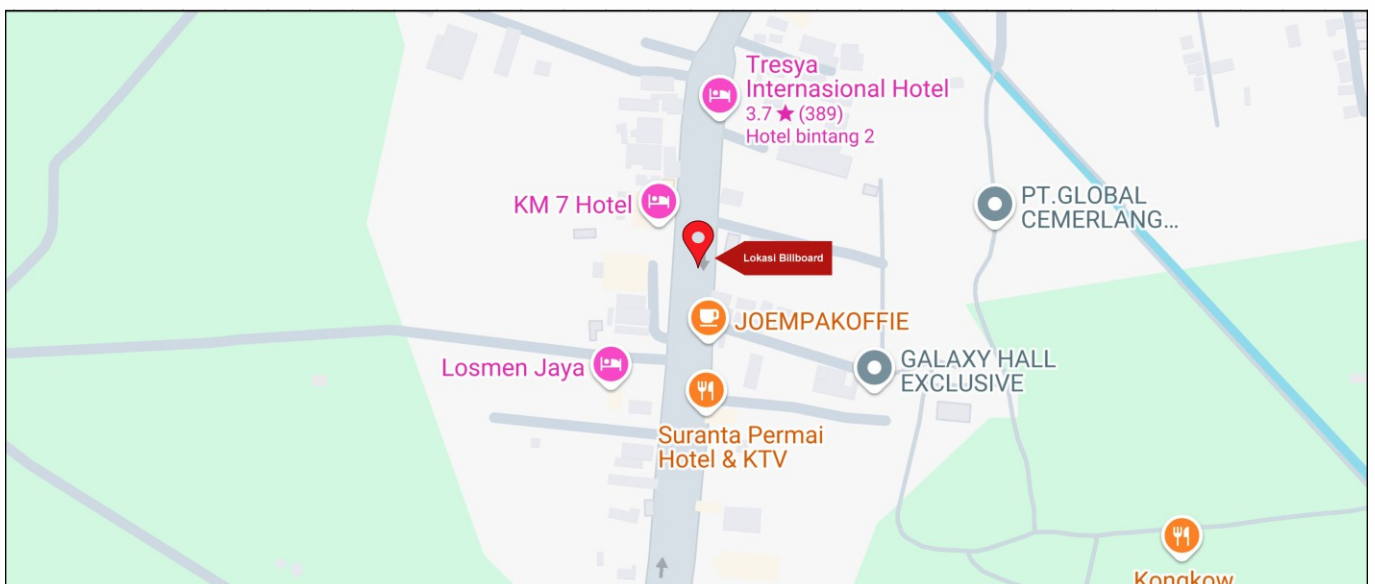 Tresya
Internasional Hotel
3.7 ★ (389)
Hotel bintang 2
KM 7 Hotel
PT.GLOBAL
CEMERLANG...
Lokasi Billboard
JOEMPAKOFFIE
Losmen Jaya
GALAXY HALL
EXCLUSIVE
Suranta Permai
Hotel & KTV
Kongkow